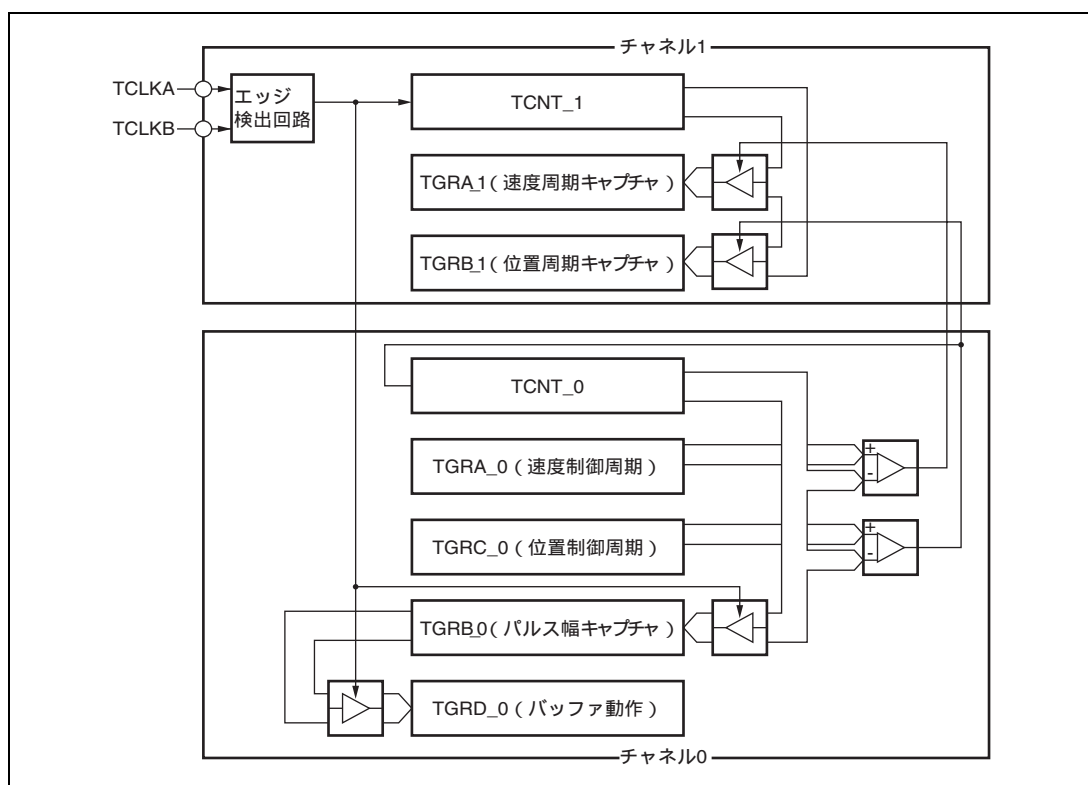 チャネル1
TCLKA
TCLKB
エッジ
検出回路
TCNT_1
TGRA_1(速度周期キャプチャ)
TGRB_1(位置周期キャプチャ)
TCNT_0
TGRA_0(速度制御周期)
+
-
TGRC_0(位置制御周期)
+
-
TGRB_0(パルス幅キャプチャ)
TGRD_0(バッファ動作)
チャネル0